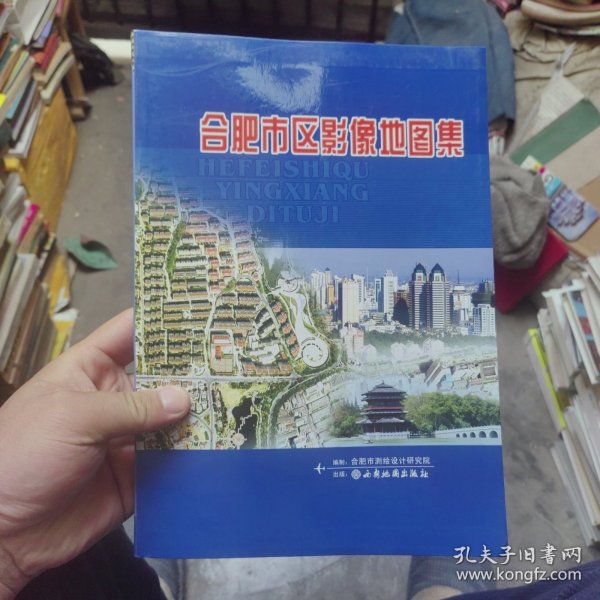 合肥市区影像地图集
HEFEISHIQU
YINGXIANG
DITUJI
编制：合肥市测绘设计研究院
出版：西安地图出版社
孔夫子旧书网
www.kongfz.com